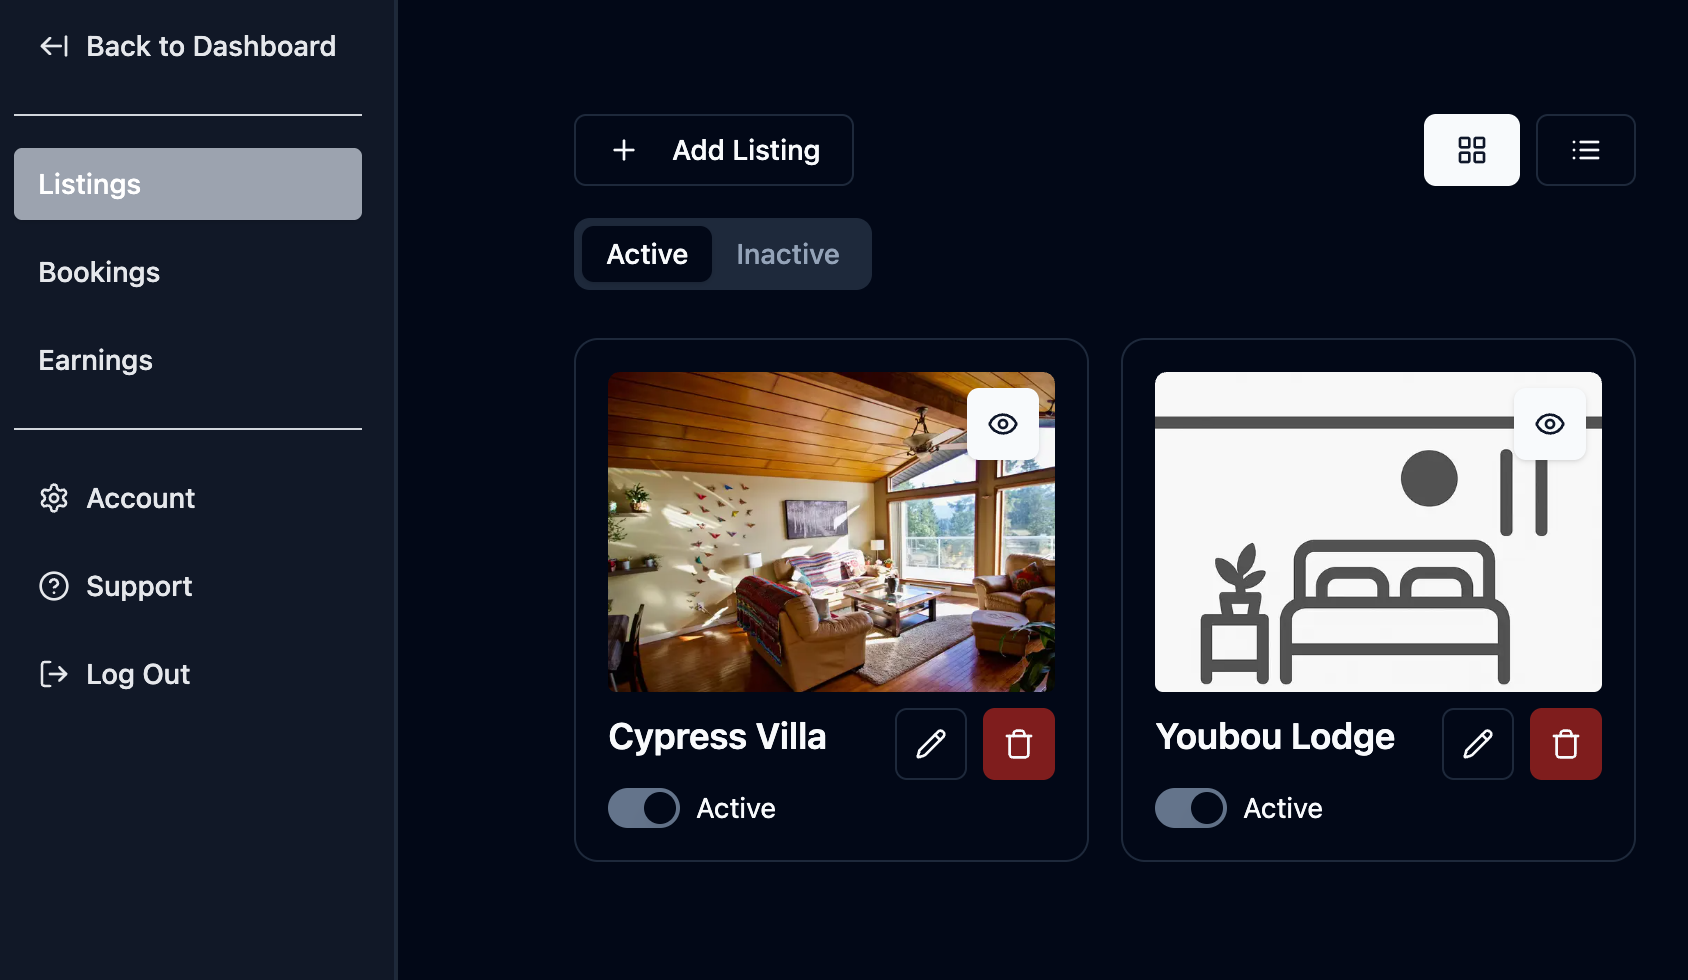 Back to Dashboard
Listings
Bookings
Earnings
Account
Support
Log Out
Add Listing
Active
Inactive
Cypress Villa
Active
Youbou Lodge
Active